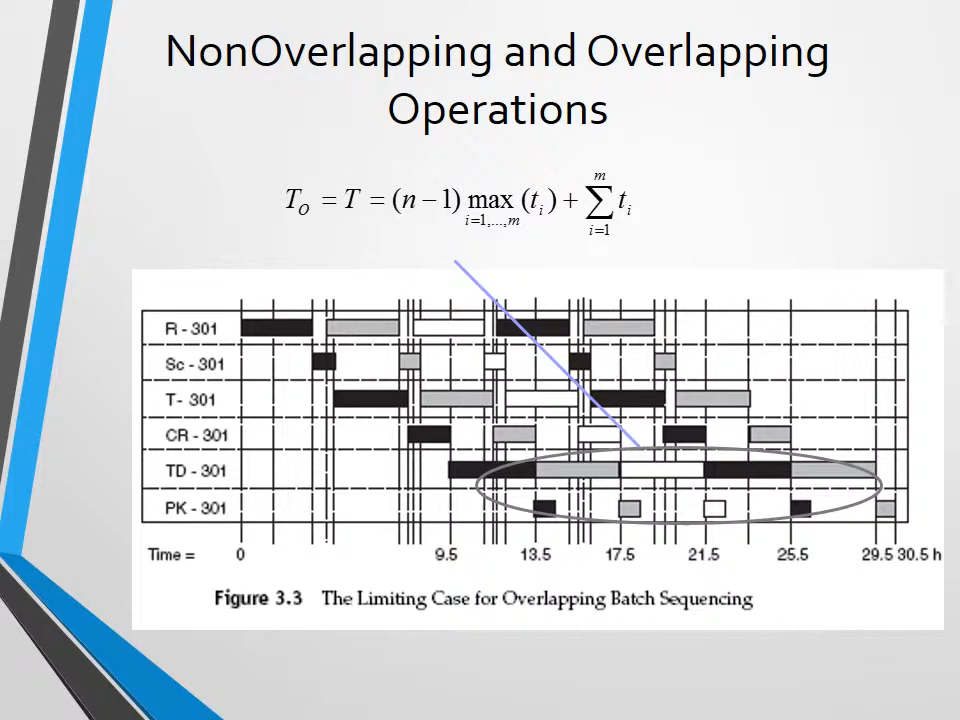 NonOverlapping and Overlapping
Operations
T_O = T = (n − 1) max_{i=1,...,m} (t_i) + ∑_{i=1}^{m} t_i
R - 301
Sc - 301
T - 301
CR - 301
TD - 301
PK - 301
Time = 0 9.5 13.5 17.5 21.5 25.5 29.5 30.5 h
Figure 3.3 The Limiting Case for Overlapping Batch Sequencing